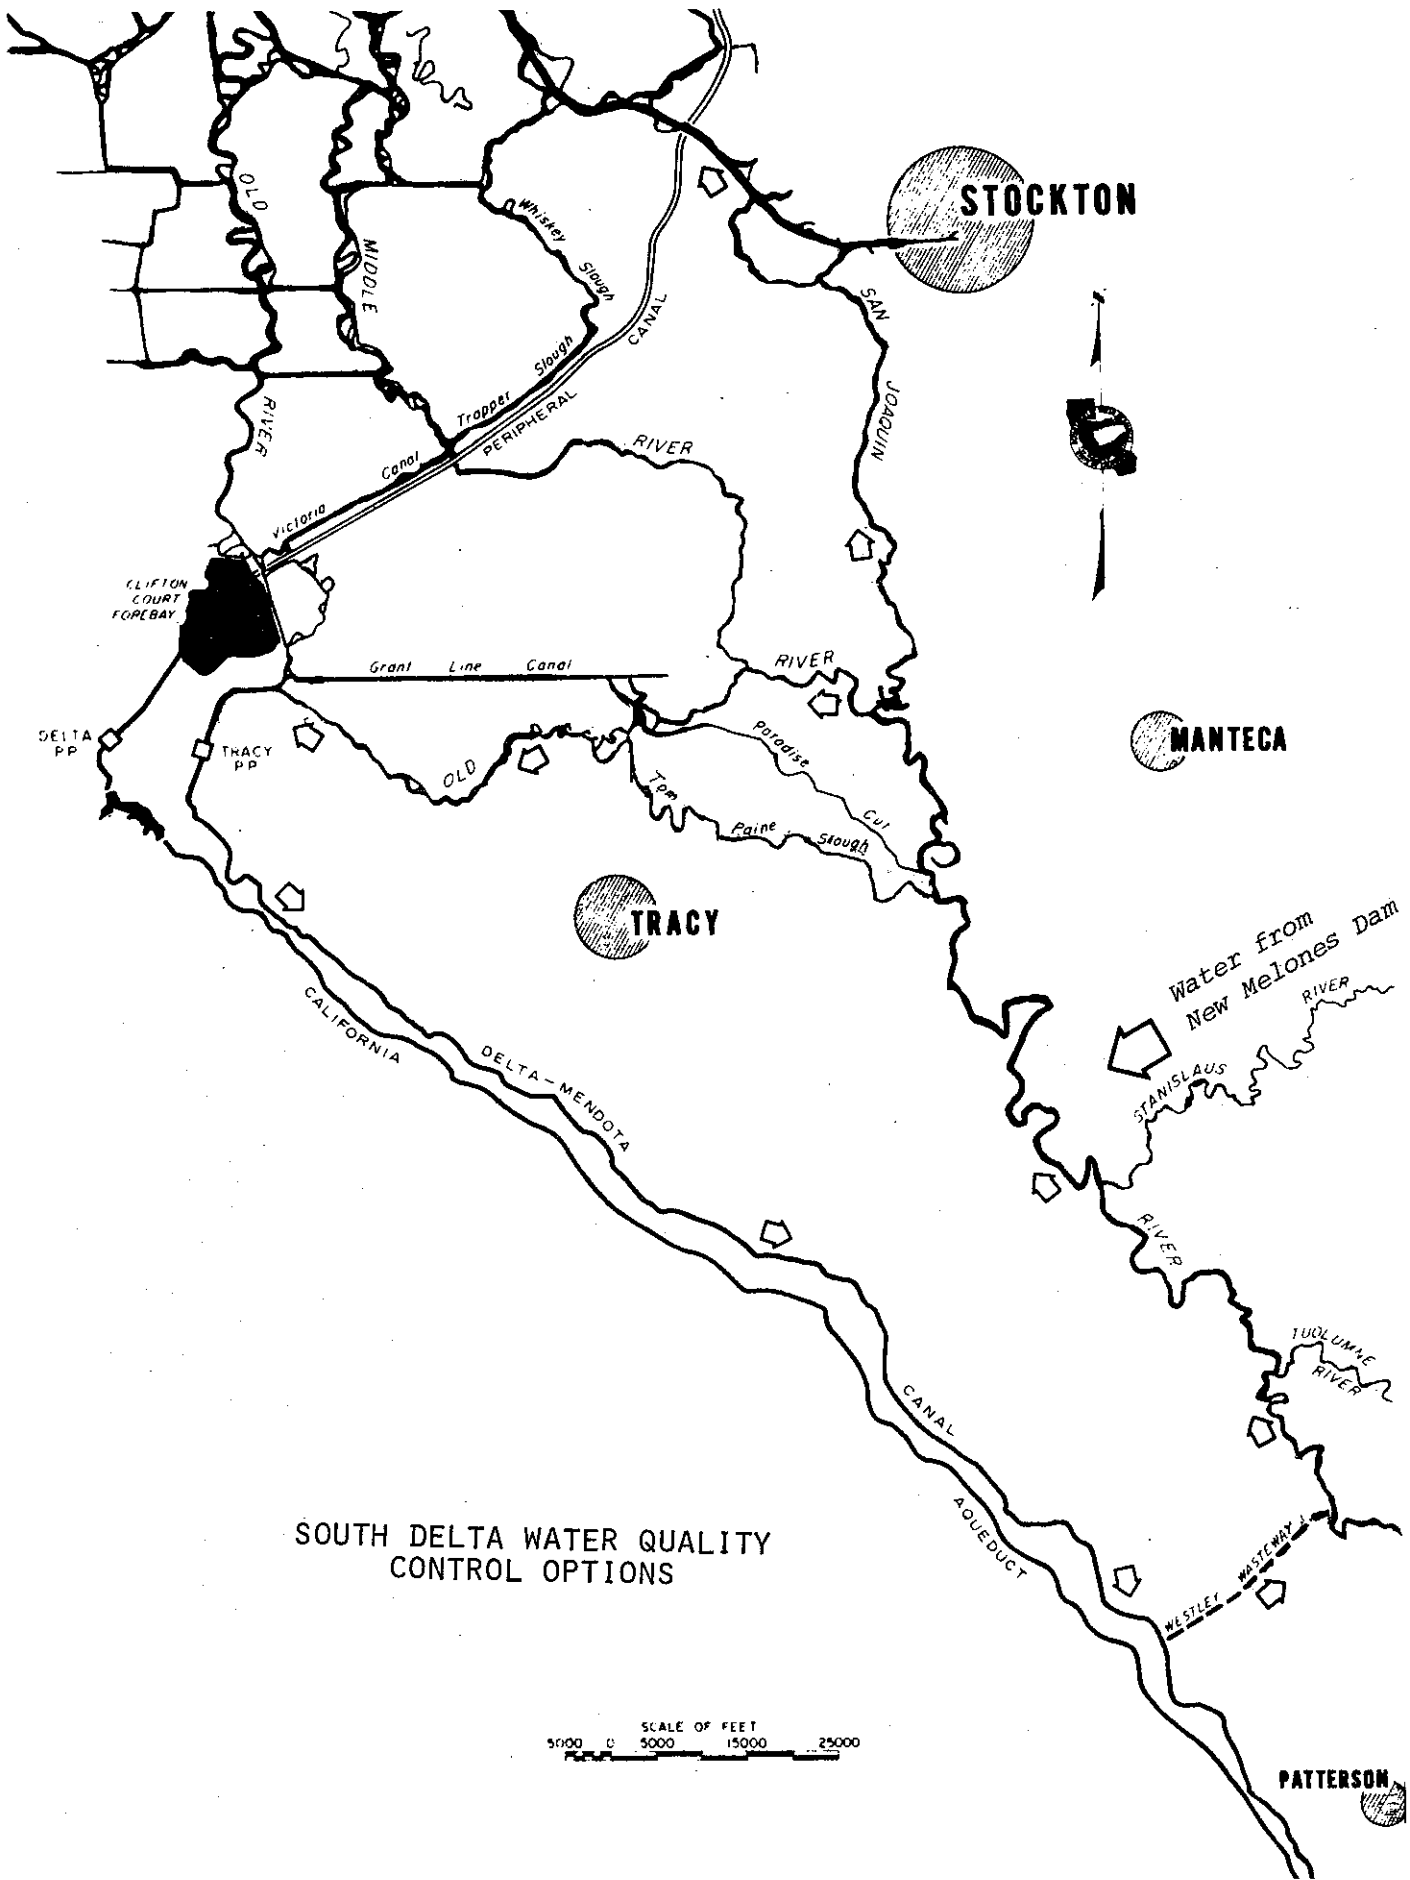 STOCKTON
OLD
MIDDLE
Whiskey
Slough
SAN
CANAL
Slough
Trapper
PERIPHERAL
JOAQUIN
RIVER
RIVER
Canal
Victoria
CLIFTON
COURT
FOREBAY
Grant Line Canal
RIVER
DELTA
PP
TRACY
PP
OLD
Paradise
Cut
Tom
Paine Slough
MANTECA
TRACY
Water from
New Melones Dam
RIVER
STANISLAUS
CALIFORNIA
DELTA-MENDOTA
RIVER
TUOLUMNE
RIVER
CANAL
AQUEDUCT
SOUTH DELTA WATER QUALITY
CONTROL OPTIONS
WESTLEY WASTEWAY
SCALE OF FEET
5000 0 5000 15000 25000
PATTERSON